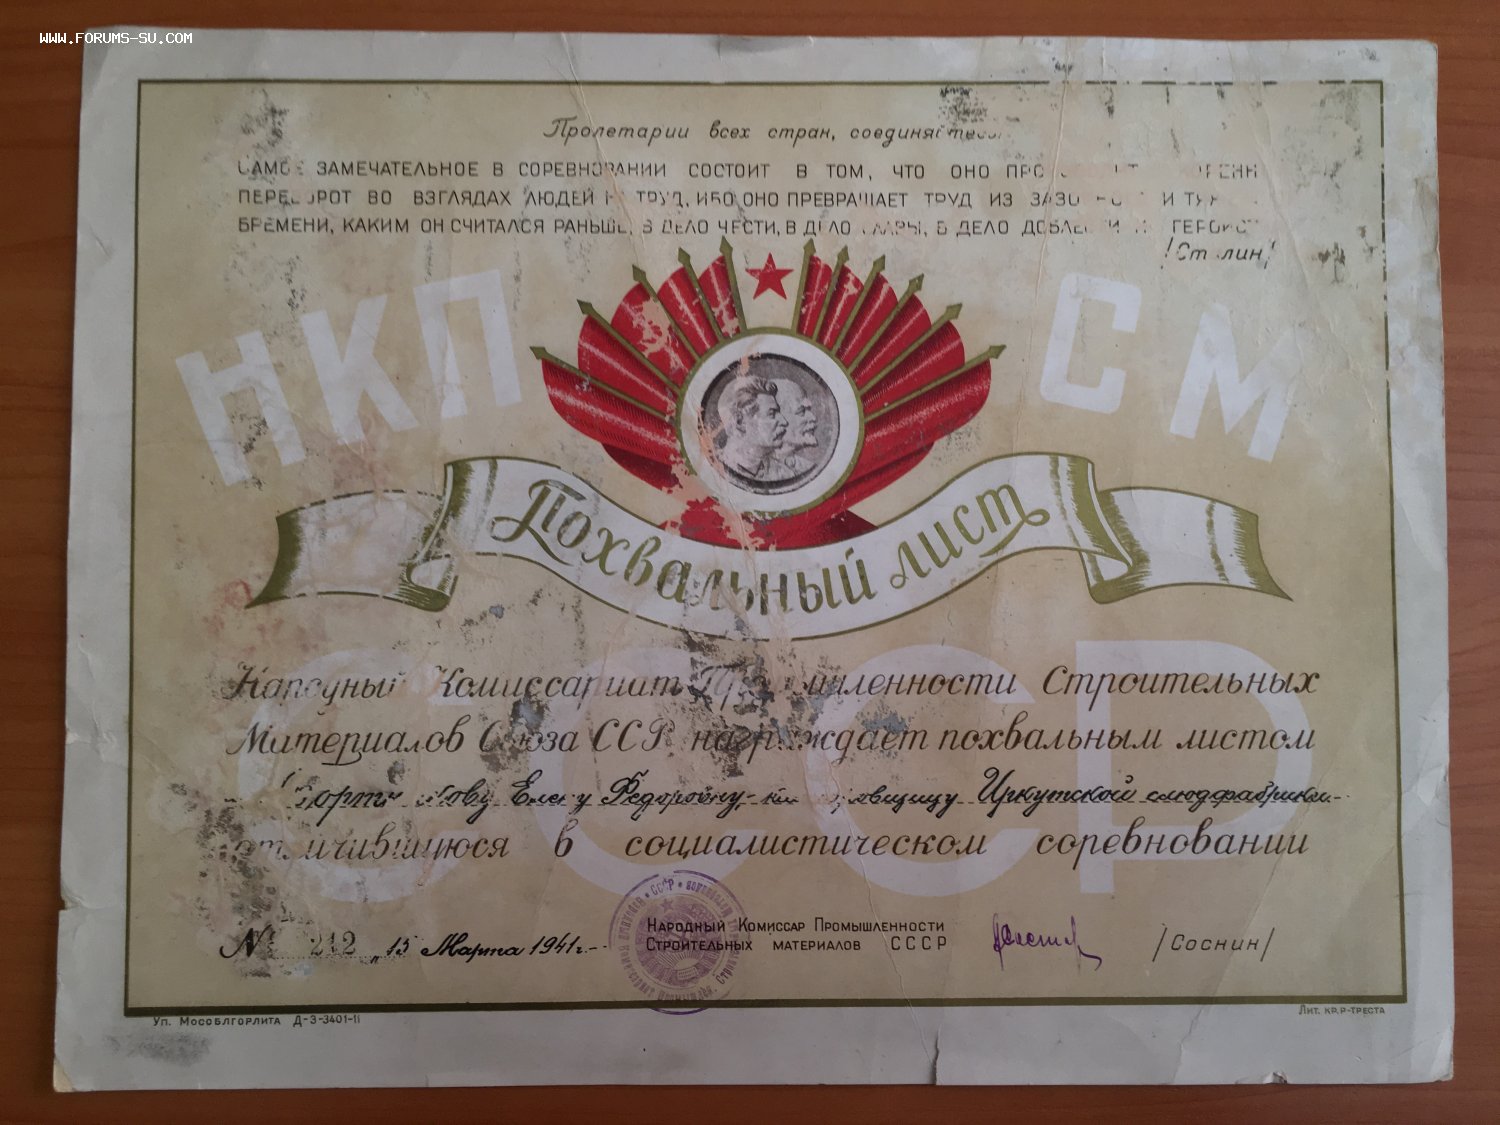 WWW.FORUMS-SU.COM
Пролетарии всех стран, соединяйтесь
САМОЕ ЗАМЕЧАТЕЛЬНОЕ В СОРЕВНОВАНИИ СОСТОИТ В ТОМ, ЧТО ОНО
ПЕРЕВОРОТ ВО ВЗГЛЯДАХ ЛЮДЕЙ НА ТРУД, ИБО ОНО ПРЕВРАЩАЕТ ТРУД ИЗ И
БРЕМЕНИ, КАКИМ ОН СЧИТАЛСЯ РАНЬШЕ, В ДЕЛО ЧЕСТИ, В ДЕЛО СЛАВЫ, В ДЕЛО ДОБЛЕСТИ
/Сталин/
НКП СМ
Похвальный лист
СССР
Народный Комиссариат Промышленности Строительных
Материалов Союза ССР награждает похвальным листом
Елену Федоровну, Иркутской слюдфабрики
отличившуюся в социалистическом соревновании
№ 212 „15 Марта 1941г.
Народный Комиссар Промышленности
Строительных материалов СССР /Соснин/
Уп. Мособлгорлита Д-3-3401-11
Лит. КР.Р-ТРЕСТА